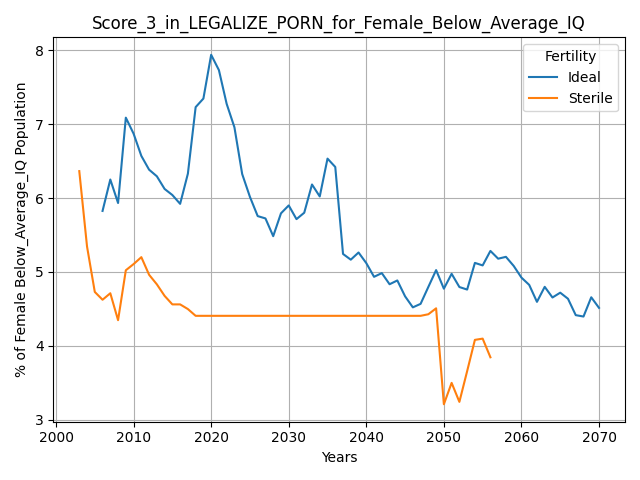 Score_3_in_LEGALIZE_PORN_for_Female_Below_Average_IQ
% of Female Below_Average_IQ Population
8
7
6
5
4
3
Fertility
Ideal
Sterile
2000 2010 2020 2030 2040 2050 2060 2070
Years